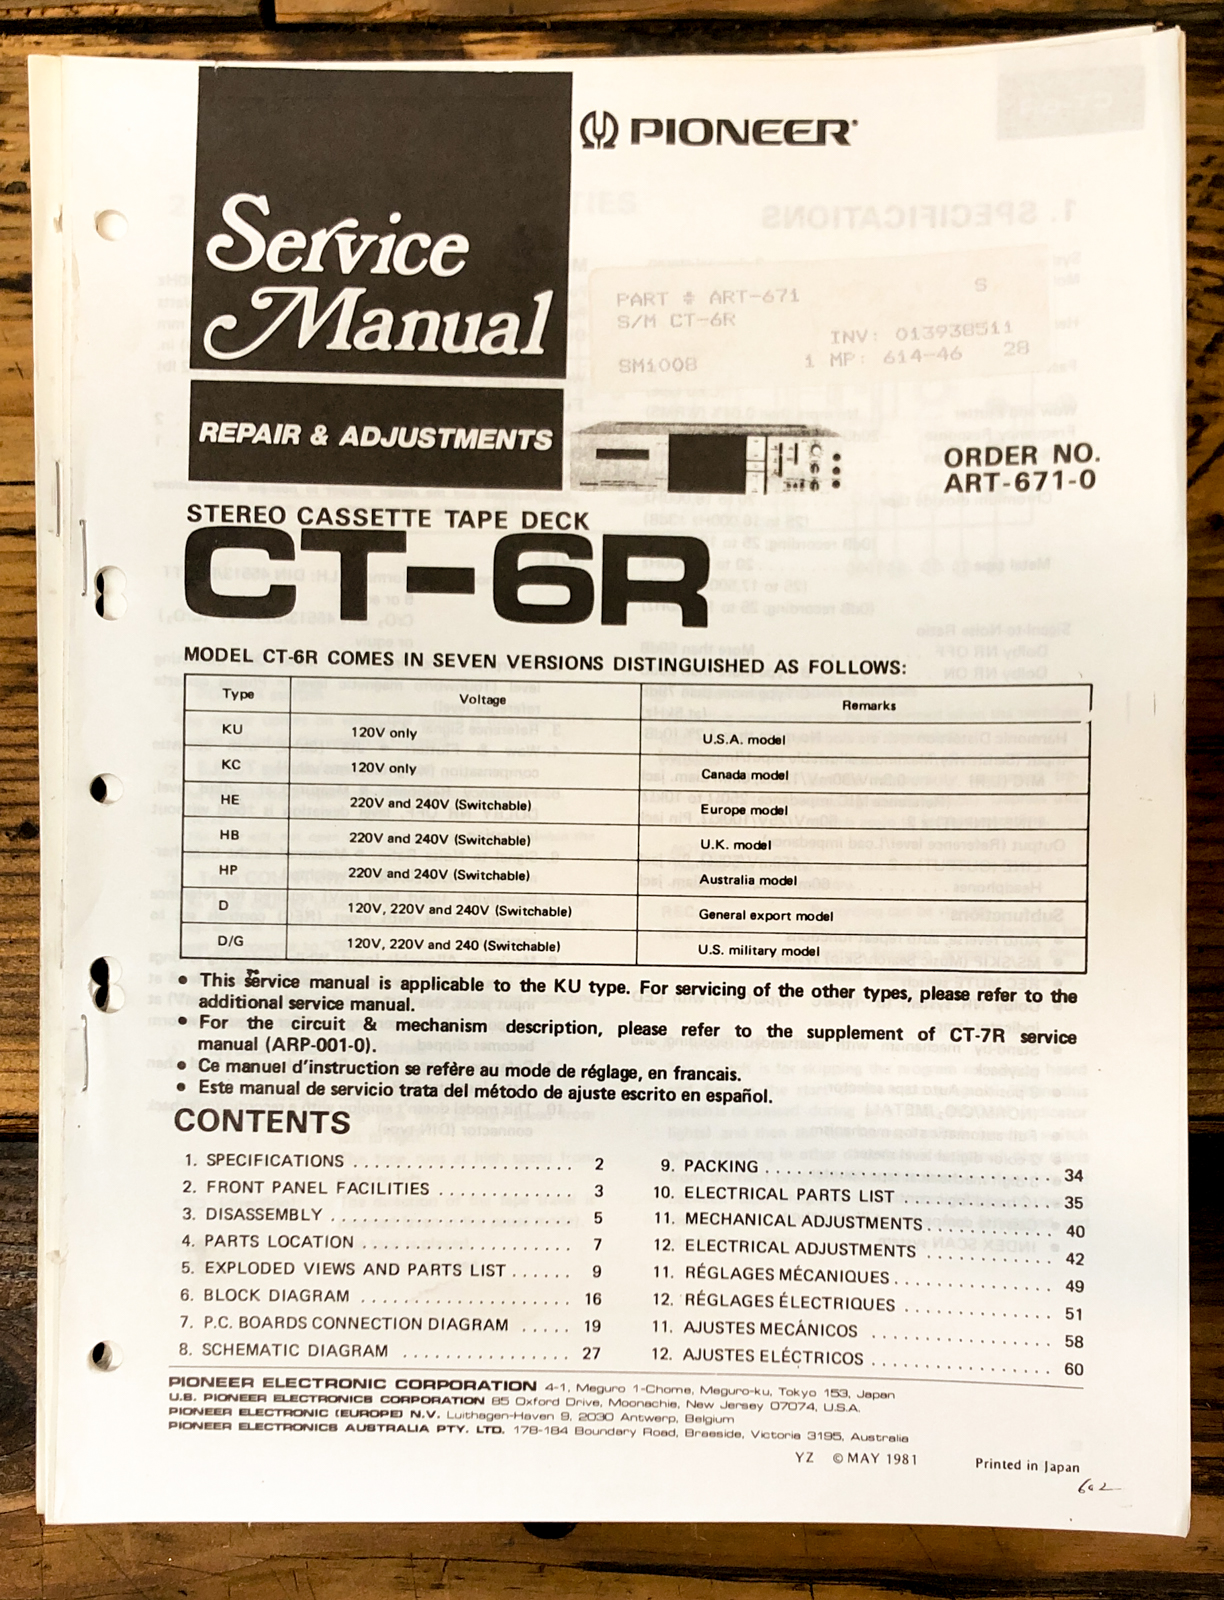 PIONEER
Service
Manual
PART # ART-671 S
S/M CT-6R
INV: 013938511
SM1008 1 MP: 614-46 28
REPAIR & ADJUSTMENTS
ORDER NO.
ART-671-0
STEREO CASSETTE TAPE DECK
CT-6R
MODEL CT-6R COMES IN SEVEN VERSIONS DISTINGUISHED AS FOLLOWS:
Type Voltage Remarks
KU 120V only U.S.A. model
KC 120V only Canada model
HE 220V and 240V (Switchable) Europe model
HB 220V and 240V (Switchable) U.K. model
HP 220V and 240V (Switchable) Australia model
D 120V, 220V and 240V (Switchable) General export model
D/G 120V, 220V and 240 (Switchable) U.S. military model
• This service manual is applicable to the KU type. For servicing of the other types, please refer to the
additional service manual.
• For the circuit & mechanism description, please refer to the supplement of CT-7R service
manual (ARP-001-0).
• Ce manuel d'instruction se refère au mode de réglage, en francais.
• Este manual de servicio trata del método de ajuste escrito en español.
CONTENTS
1. SPECIFICATIONS . . . . . . . . . . . . . . . . . . . . . . 2
2. FRONT PANEL FACILITIES . . . . . . . . . . . . . 3
3. DISASSEMBLY . . . . . . . . . . . . . . . . . . . . . . . . 5
4. PARTS LOCATION . . . . . . . . . . . . . . . . . . . . . 7
5. EXPLODED VIEWS AND PARTS LIST . . . . . . 9
6. BLOCK DIAGRAM . . . . . . . . . . . . . . . . . . . . . 16
7. P.C. BOARDS CONNECTION DIAGRAM . . . . . 19
8. SCHEMATIC DIAGRAM . . . . . . . . . . . . . . . . . 27
9. PACKING . . . . . . . . . . . . . . . . . . . . . . . . . . . . 34
10. ELECTRICAL PARTS LIST . . . . . . . . . . . . . . . 35
11. MECHANICAL ADJUSTMENTS . . . . . . . . . . . . 40
12. ELECTRICAL ADJUSTMENTS . . . . . . . . . . . . . 42
11. RÉGLAGES MÉCANIQUES . . . . . . . . . . . . . . . 49
12. RÉGLAGES ÉLECTRIQUES . . . . . . . . . . . . . . 51
11. AJUSTES MECÁNICOS . . . . . . . . . . . . . . . . . 58
12. AJUSTES ELÉCTRICOS . . . . . . . . . . . . . . . . . 60
PIONEER ELECTRONIC CORPORATION 4-1, Meguro 1-Chome, Meguro-ku, Tokyo 153, Japan
U.S. PIONEER ELECTRONICS CORPORATION 85 Oxford Drive, Moonachie, New Jersey 07074, U.S.A.
PIONEER ELECTRONIC (EUROPE) N.V. Luithagen-Haven 9, 2030 Antwerp, Belgium
PIONEER ELECTRONICS AUSTRALIA PTY. LTD. 178-184 Boundary Road, Braeside, Victoria 3195, Australia
YZ © MAY 1981 Printed in Japan